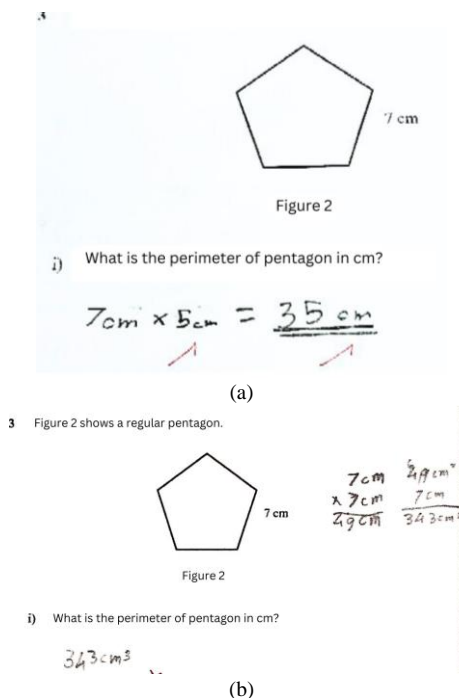 3
7 cm
Figure 2
i) What is the perimeter of pentagon in cm?
7cm × 5cm = 35 cm
(a)
3 Figure 2 shows a regular pentagon.
7 cm
7cm
× 7cm
49cm
49cm²
7cm
343cm³
Figure 2
i) What is the perimeter of pentagon in cm?
343cm³
(b)